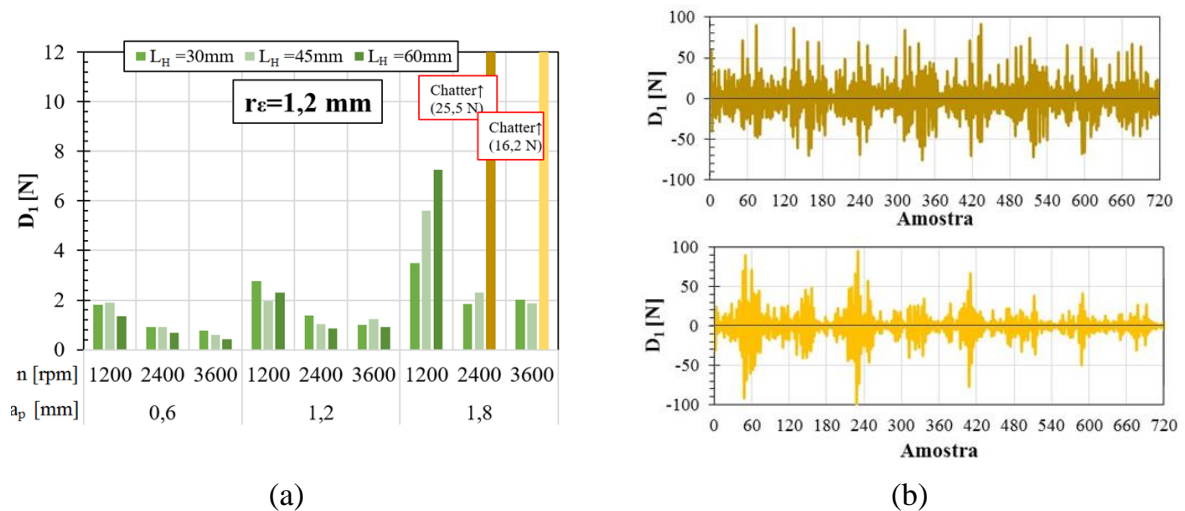 L_H =30mm L_H =45mm L_H =60mm
rε=1,2 mm
Chatter↑
(25,5 N)
Chatter↑
(16,2 N)
D₁ [N]
12
10
8
6
4
2
0
n [rpm] 1200 2400 3600 1200 2400 3600 1200 2400 3600
aₚ [mm] 0,6 1,2 1,8
(a)
D₁ [N]
100
50
0
-50
-100
0 60 120 180 240 300 360 420 480 540 600 660 720
Amostra
D₁ [N]
100
50
0
-50
-100
0 60 120 180 240 300 360 420 480 540 600 660 720
Amostra
(b)